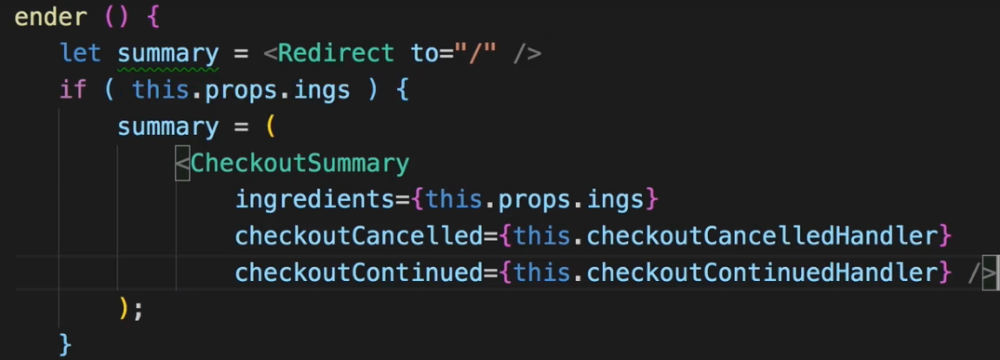 ender () {
    let summary = <Redirect to="/" />
    if ( this.props.ings ) {
        summary = (
            <CheckoutSummary
                ingredients={this.props.ings}
                checkoutCancelled={this.checkoutCancelledHandler}
                checkoutContinued={this.checkoutContinuedHandler} />
        );
    }